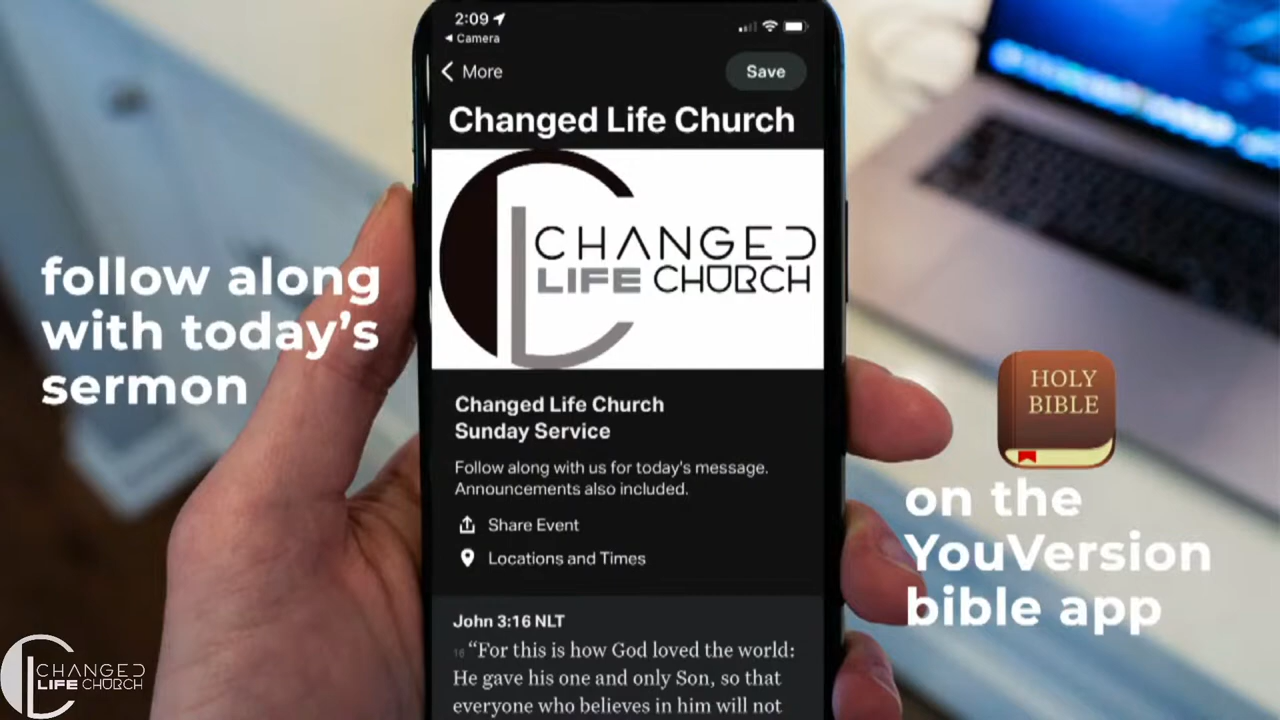 2:09
Camera
More
Save
Changed Life Church
CHANGED
LIFE CHURCH
follow along
with today's
sermon
Changed Life Church
Sunday Service
Follow along with us for today's message.
Announcements also included.
Share Event
Locations and Times
John 3:16 NLT
16 “For this is how God loved the world:
He gave his one and only Son, so that
everyone who believes in him will not
HOLY
BIBLE
on the
YouVersion
bible app
CHANGED
LIFE CHURCH